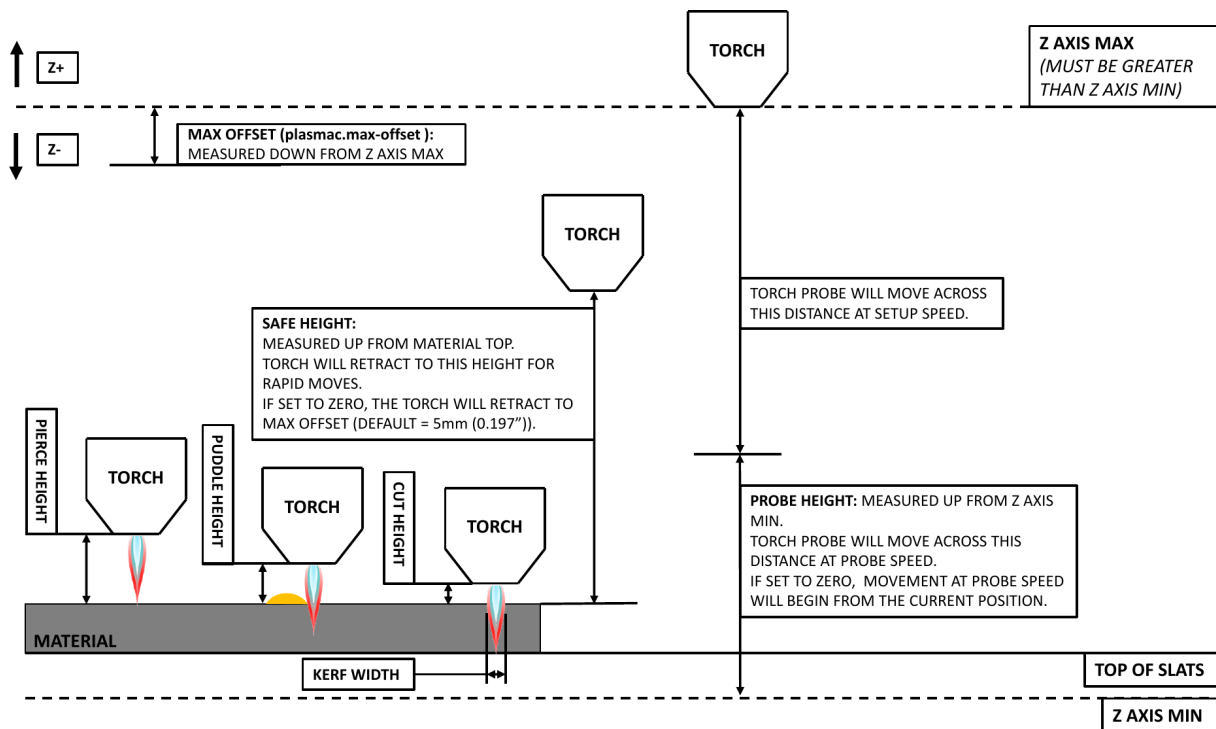 Z+
Z-
TORCH
Z AXIS MAX
(MUST BE GREATER
THAN Z AXIS MIN)
MAX OFFSET (plasmac.max-offset ):
MEASURED DOWN FROM Z AXIS MAX
TORCH
TORCH PROBE WILL MOVE ACROSS
THIS DISTANCE AT SETUP SPEED.
SAFE HEIGHT:
MEASURED UP FROM MATERIAL TOP.
TORCH WILL RETRACT TO THIS HEIGHT FOR
RAPID MOVES.
IF SET TO ZERO, THE TORCH WILL RETRACT TO
MAX OFFSET (DEFAULT = 5mm (0.197”)).
PIERCE HEIGHT
TORCH
PUDDLE HEIGHT
TORCH
CUT HEIGHT
TORCH
PROBE HEIGHT: MEASURED UP FROM Z AXIS
MIN.
TORCH PROBE WILL MOVE ACROSS THIS
DISTANCE AT PROBE SPEED.
IF SET TO ZERO, MOVEMENT AT PROBE SPEED
WILL BEGIN FROM THE CURRENT POSITION.
MATERIAL
KERF WIDTH
TOP OF SLATS
Z AXIS MIN